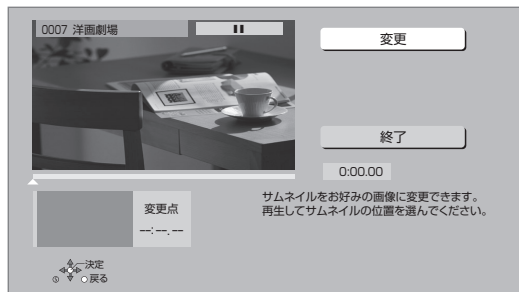 0007 洋画劇場
変更
終了
0:00.00
サムネイルをお好みの画像に変更できます。
再生してサムネイルの位置を選んでください。
変更点
--:--.--
決定
戻る